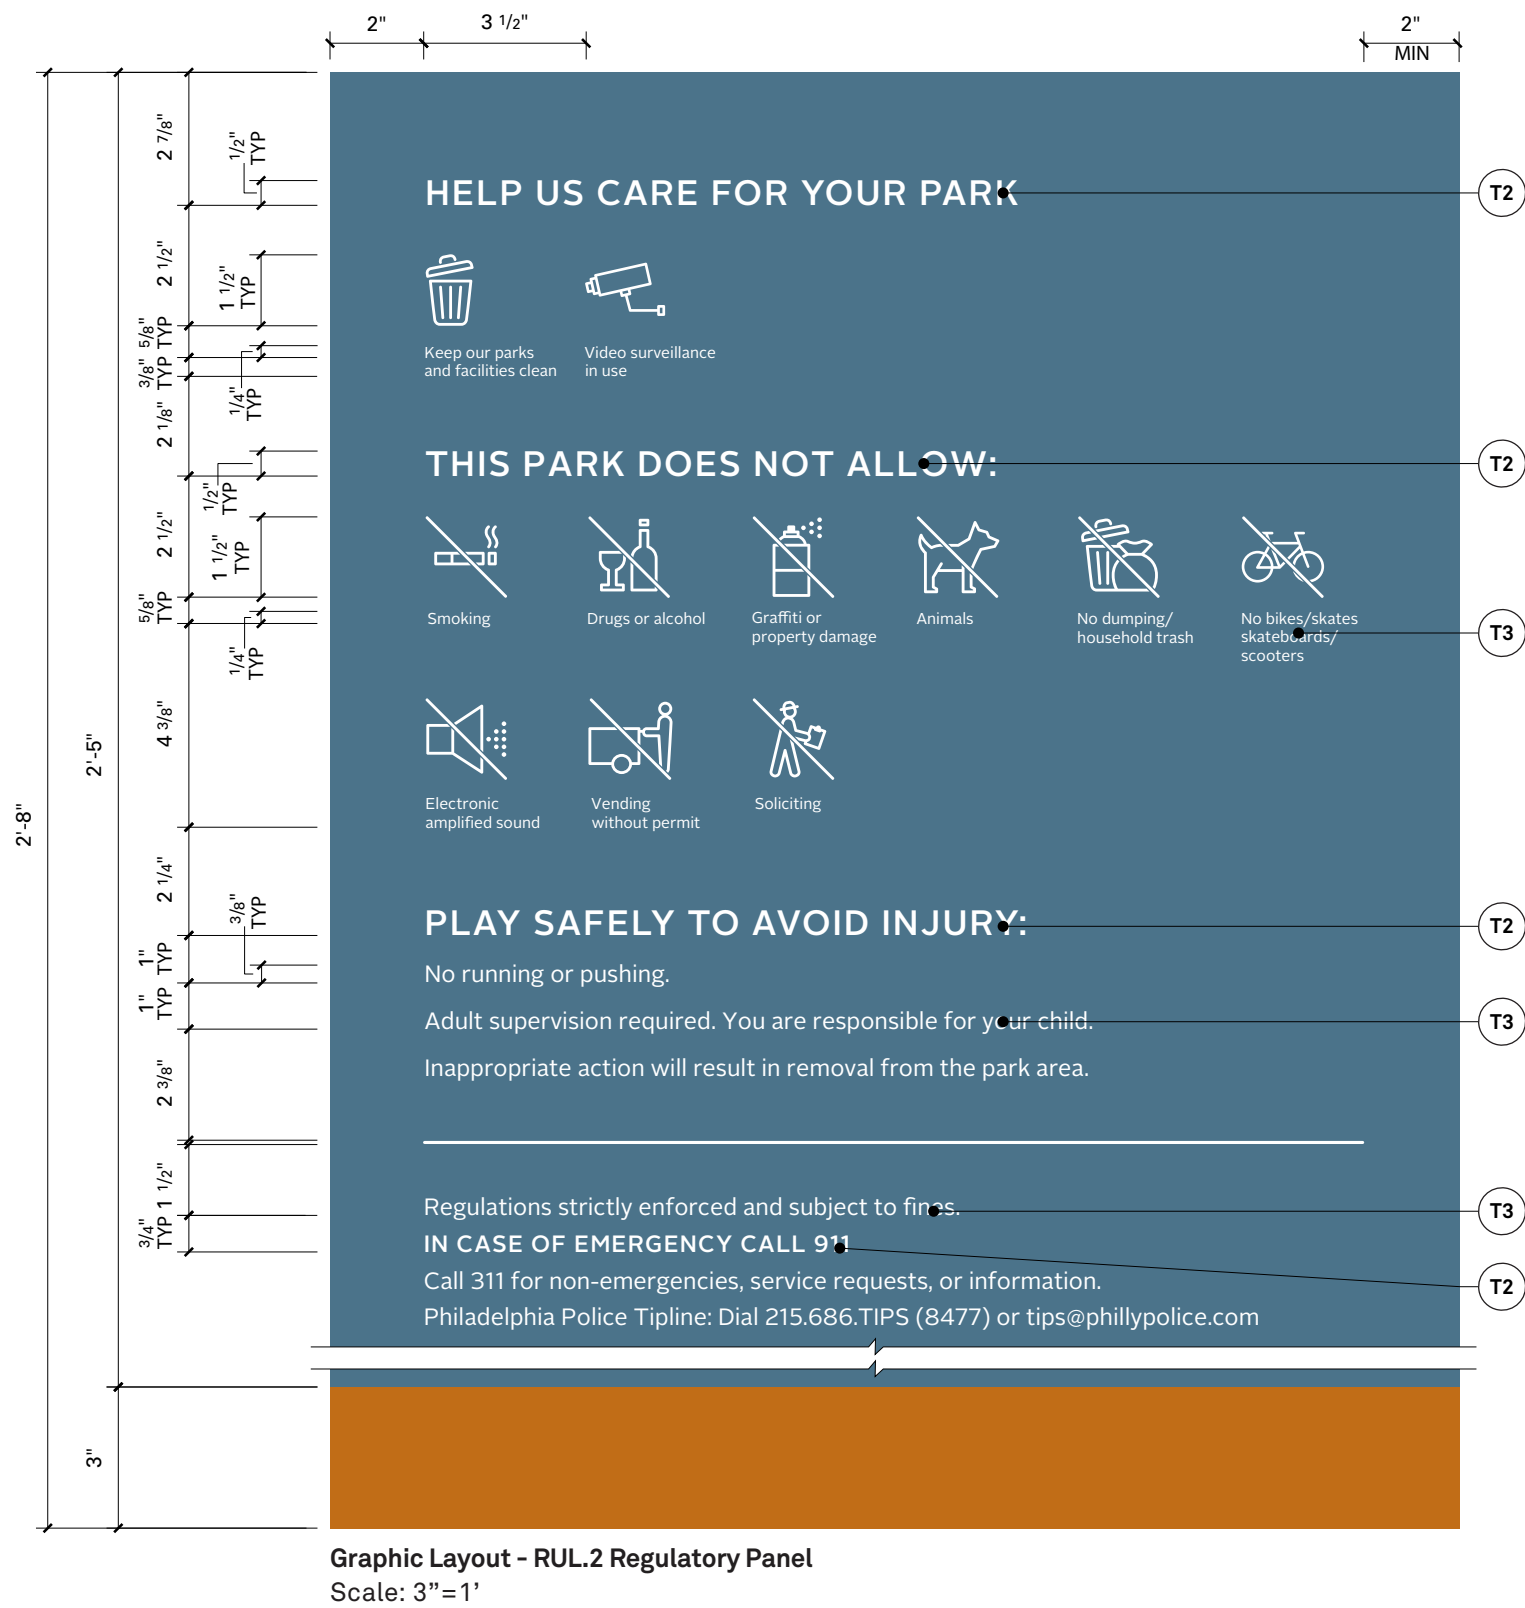 2"
3 1/2"
2"
MIN
2 7/8"
1/2"
TYP
2 1/2"
1 1/2"
TYP
5/8"
TYP
3/8"
TYP
1/4"
TYP
2 1/8"
1/2"
TYP
2 1/2"
1 1/2"
TYP
5/8"
TYP
1/4"
TYP
4 3/8"
2'-5"
2'-8"
2 1/4"
3/8"
TYP
1"
TYP
1"
TYP
2 3/8"
1 1/2"
3/4"
TYP
3"
HELP US CARE FOR YOUR PARK
T2
Keep our parks
and facilities clean
Video surveillance
in use
THIS PARK DOES NOT ALLOW:
T2
Smoking
Drugs or alcohol
Graffiti or
property damage
Animals
No dumping/
household trash
No bikes/skates
skateboards/
scooters
T3
Electronic
amplified sound
Vending
without permit
Soliciting
PLAY SAFELY TO AVOID INJURY:
T2
No running or pushing.
Adult supervision required. You are responsible for your child.
T3
Inappropriate action will result in removal from the park area.
Regulations strictly enforced and subject to fines.
T3
IN CASE OF EMERGENCY CALL 911
T2
Call 311 for non-emergencies, service requests, or information.
Philadelphia Police Tipline: Dial 215.686.TIPS (8477) or tips@phillypolice.com
Graphic Layout - RUL.2 Regulatory Panel
Scale: 3”=1’